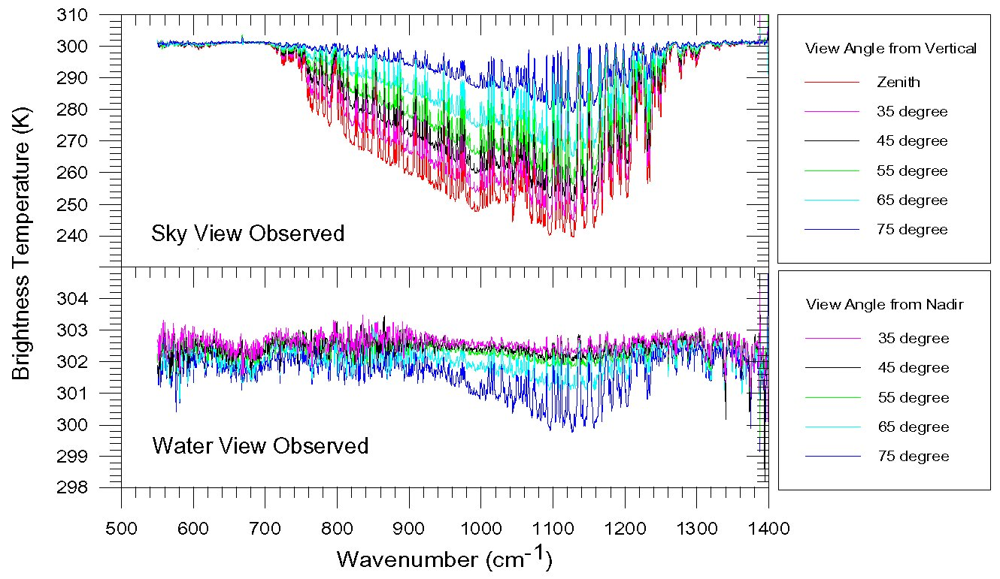 310
300
290
280
270
260
250
240
Sky View Observed
Brightness Temperature (K)
304
303
302
301
300
299
298
Water View Observed
500 600 700 800 900 1000 1100 1200 1300 1400
Wavenumber (cm-1)
View Angle from Vertical
Zenith
35 degree
45 degree
55 degree
65 degree
75 degree
View Angle from Nadir
35 degree
45 degree
55 degree
65 degree
75 degree